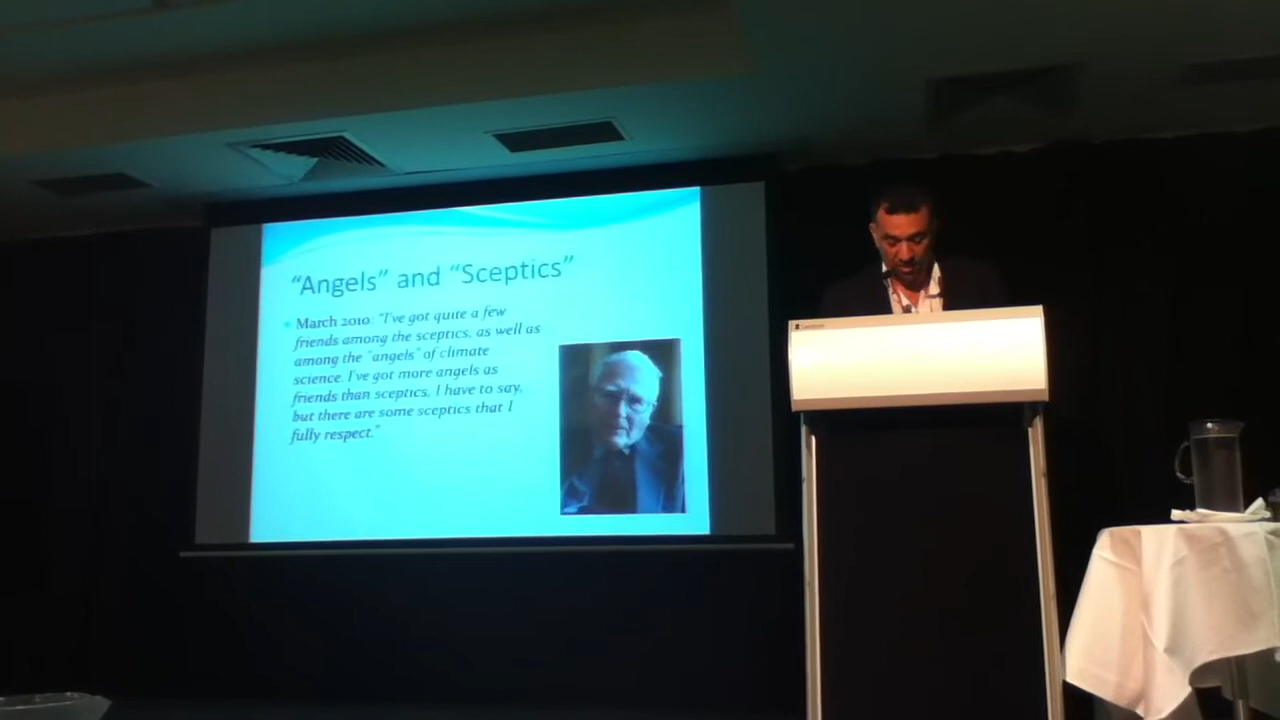 “Angels” and “Sceptics”
March 2010: “I've got quite a few
friends among the sceptics, as well as
among the “angels” of climate
science. I've got more angels as
friends than sceptics, I have to say,
but there are some sceptics that I
fully respect.”